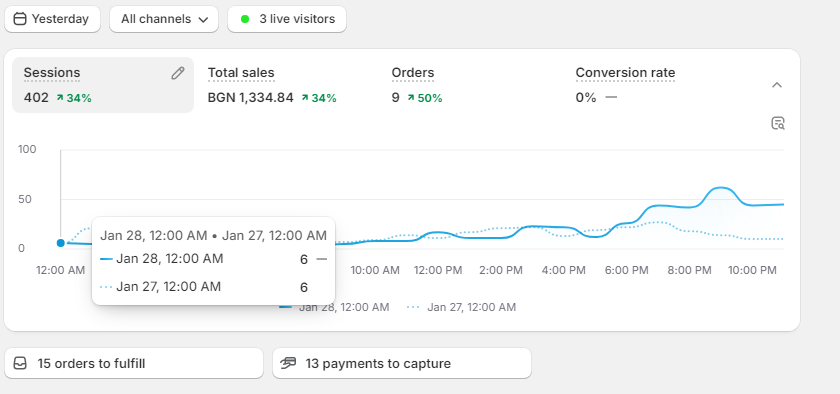 Yesterday All channels 3 live visitors
Sessions Total sales Orders Conversion rate
402 34% BGN 1,334.84 34% 9 50% 0% —
100
50
0
Jan 28, 12:00 AM • Jan 27, 12:00 AM
Jan 28, 12:00 AM 6 —
Jan 27, 12:00 AM 6
12:00 AM 10:00 AM 12:00 PM 2:00 PM 4:00 PM 6:00 PM 8:00 PM 10:00 PM
Jan 28, 12:00 AM Jan 27, 12:00 AM
15 orders to fulfill 13 payments to capture